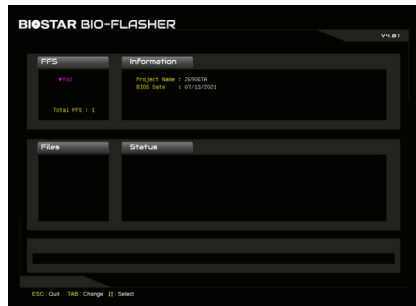 BIOSTAR BIO-FLASHER
V4.01
FFS
Information
Project Name : Z690GTA
BIOS Date : 07/13/2021
Total FFS : 1
Files
Status
ESC : Quit TAB : Change : Select